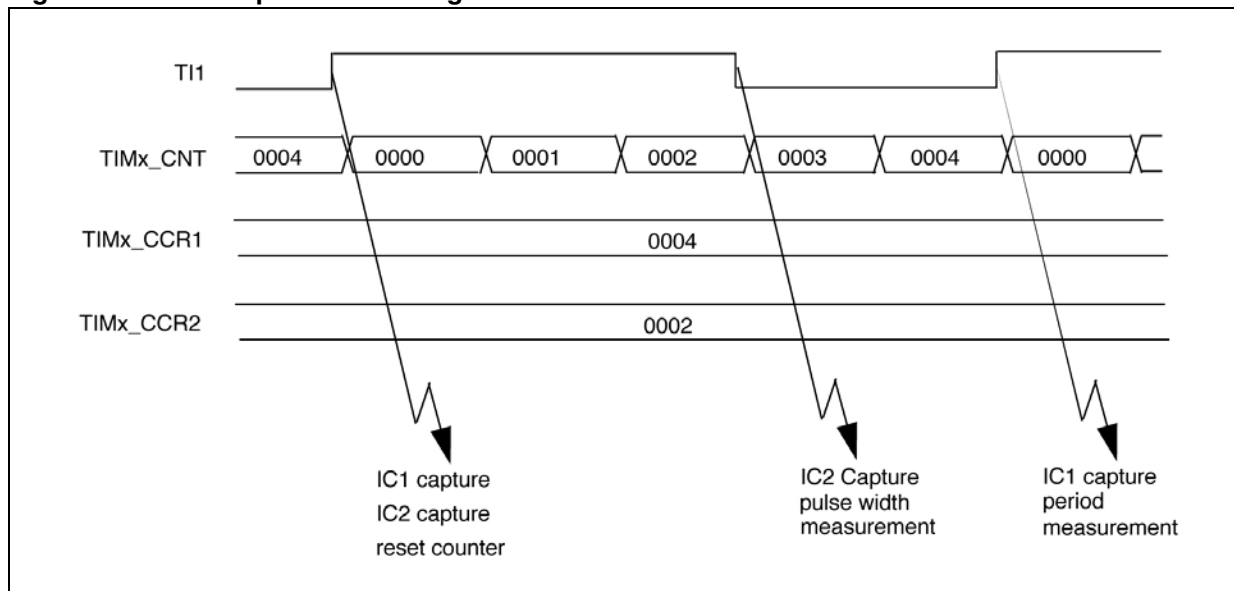 TI1
TIMx_CNT
0004
0000
0001
0002
0003
0004
0000
TIMx_CCR1
0004
TIMx_CCR2
0002
IC1 capture
IC2 capture
reset counter
IC2 Capture
pulse width
measurement
IC1 capture
period
measurement